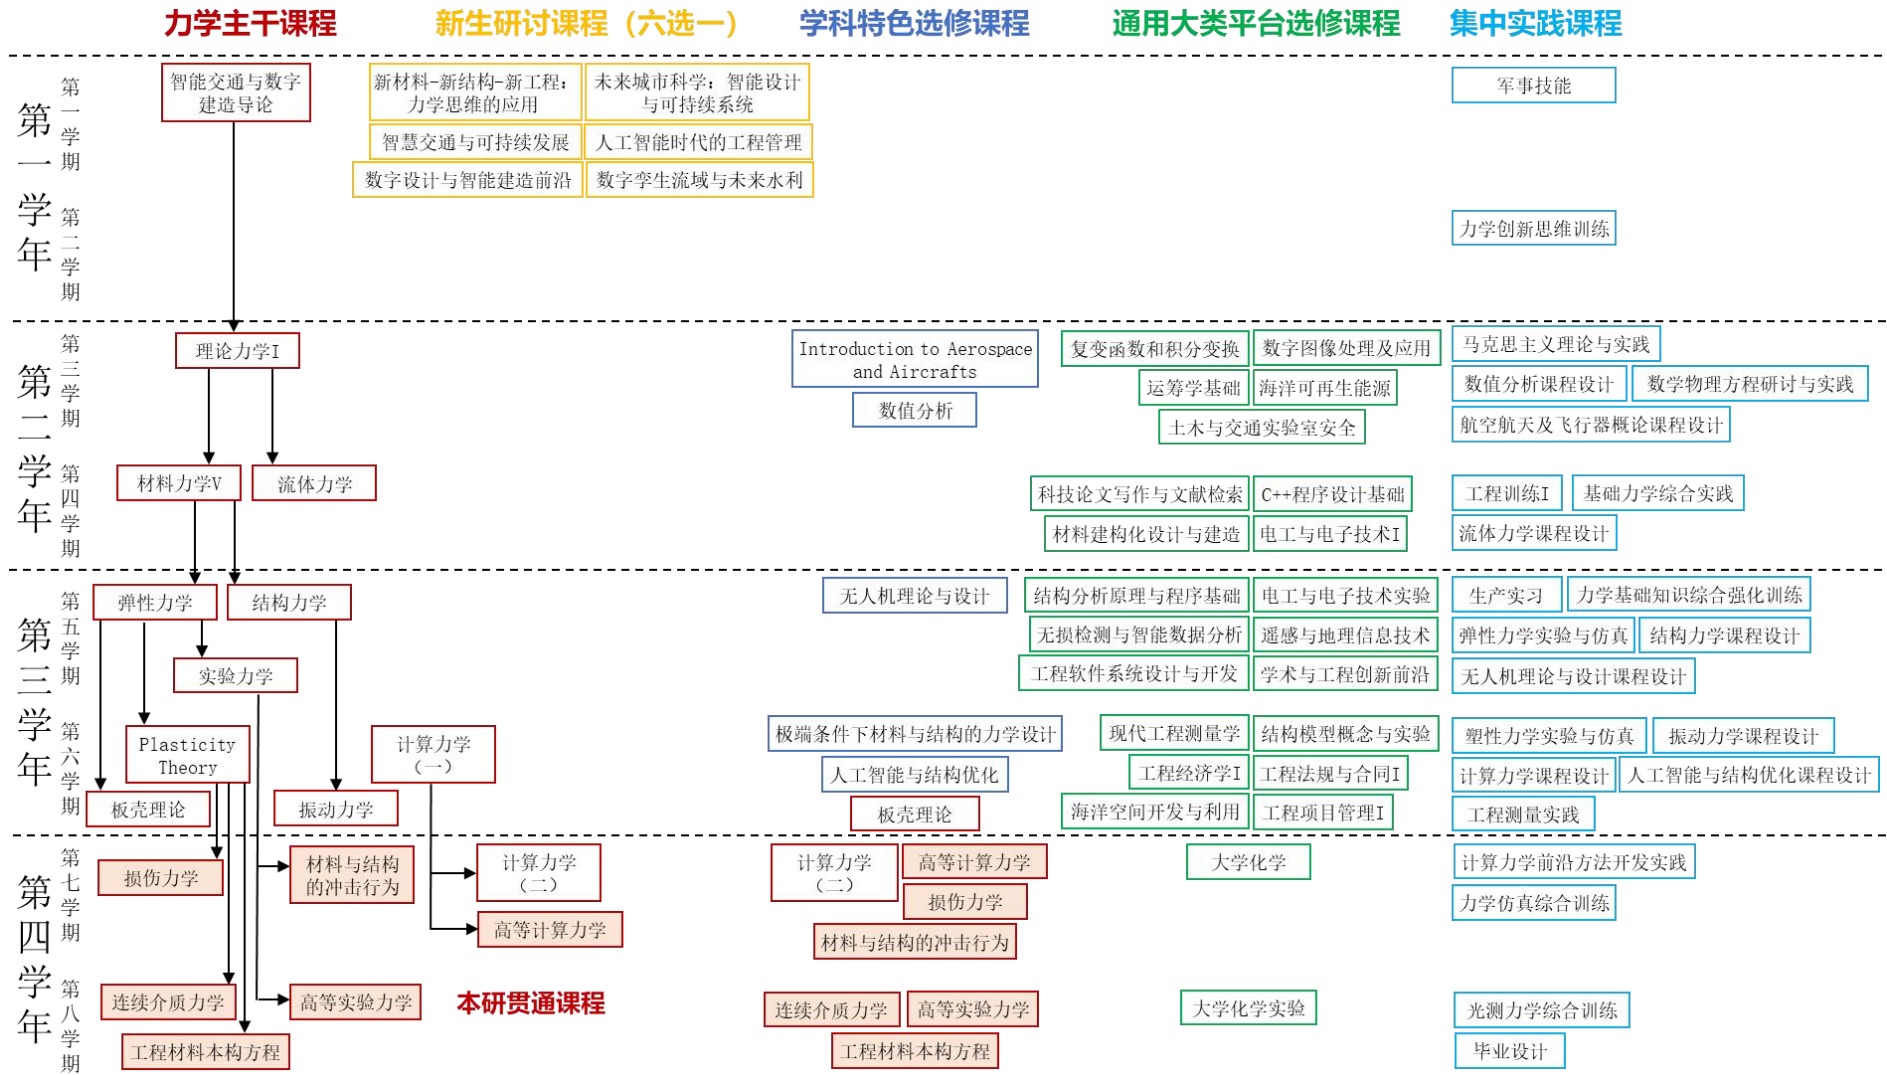 力学主干课程
新生研讨课程（六选一）
学科特色选修课程
通用大类平台选修课程
集中实践课程
第一学年
第一学期
智能交通与数字
建造导论
新材料-新结构-新工程：
力学思维的应用
未来城市科学：智能设计
与可持续系统
智慧交通与可持续发展
人工智能时代的工程管理
数字设计与智能建造前沿
数字孪生流域与未来水利
军事技能
第二学期
力学创新思维训练
第二学年
第三学期
理论力学I
Introduction to Aerospace
and Aircrafts
数值分析
复变函数和积分变换
数字图像处理及应用
运筹学基础
海洋可再生能源
土木与交通实验室安全
马克思主义理论与实践
数值分析课程设计
数学物理方程研讨与实践
航空航天及飞行器概论课程设计
第四学期
材料力学V
流体力学
科技论文写作与文献检索
C++程序设计基础
材料建构化设计与建造
电工与电子技术I
工程训练I
基础力学综合实践
流体力学课程设计
第三学年
第五学期
弹性力学
结构力学
实验力学
无人机理论与设计
结构分析原理与程序基础
电工与电子技术实验
无损检测与智能数据分析
遥感与地理信息技术
工程软件系统设计与开发
学术与工程创新前沿
生产实习
力学基础知识综合强化训练
弹性力学实验与仿真
结构力学课程设计
无人机理论与设计课程设计
第六学期
Plasticity
Theory
计算力学
（一）
板壳理论
振动力学
极端条件下材料与结构的力学设计
人工智能与结构优化
板壳理论
现代工程测量学
结构模型概念与实验
工程经济学I
工程法规与合同I
海洋空间开发与利用
工程项目管理I
塑性力学实验与仿真
振动力学课程设计
计算力学课程设计
人工智能与结构优化课程设计
工程测量实践
第四学年
第七学期
损伤力学
材料与结构
的冲击行为
计算力学
（二）
高等计算力学
计算力学
（二）
高等计算力学
损伤力学
材料与结构的冲击行为
大学化学
计算力学前沿方法开发实践
力学仿真综合训练
第八学期
连续介质力学
高等实验力学
本研贯通课程
工程材料本构方程
连续介质力学
高等实验力学
工程材料本构方程
大学化学实验
光测力学综合训练
毕业设计